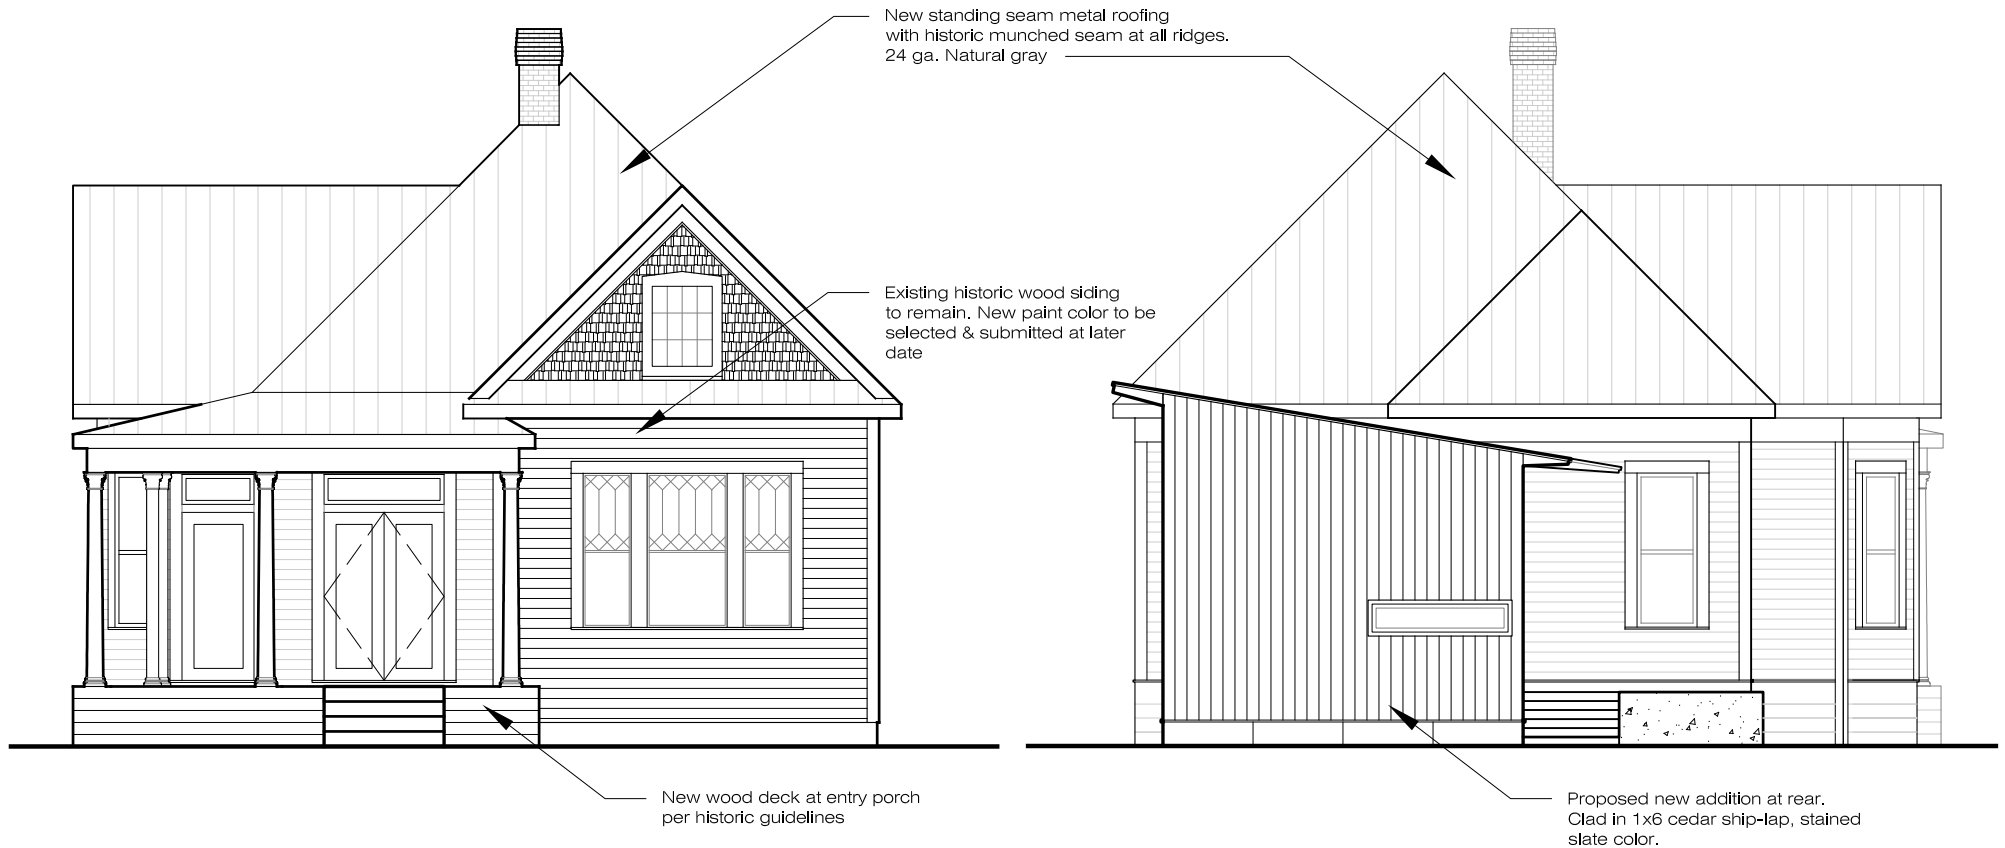 New standing seam metal roofing
with historic munched seam at all ridges.
24 ga. Natural gray
Existing historic wood siding
to remain. New paint color to be
selected & submitted at later
date
New wood deck at entry porch
per historic guidelines
Proposed new addition at rear.
Clad in 1x6 cedar ship-lap, stained
slate color.